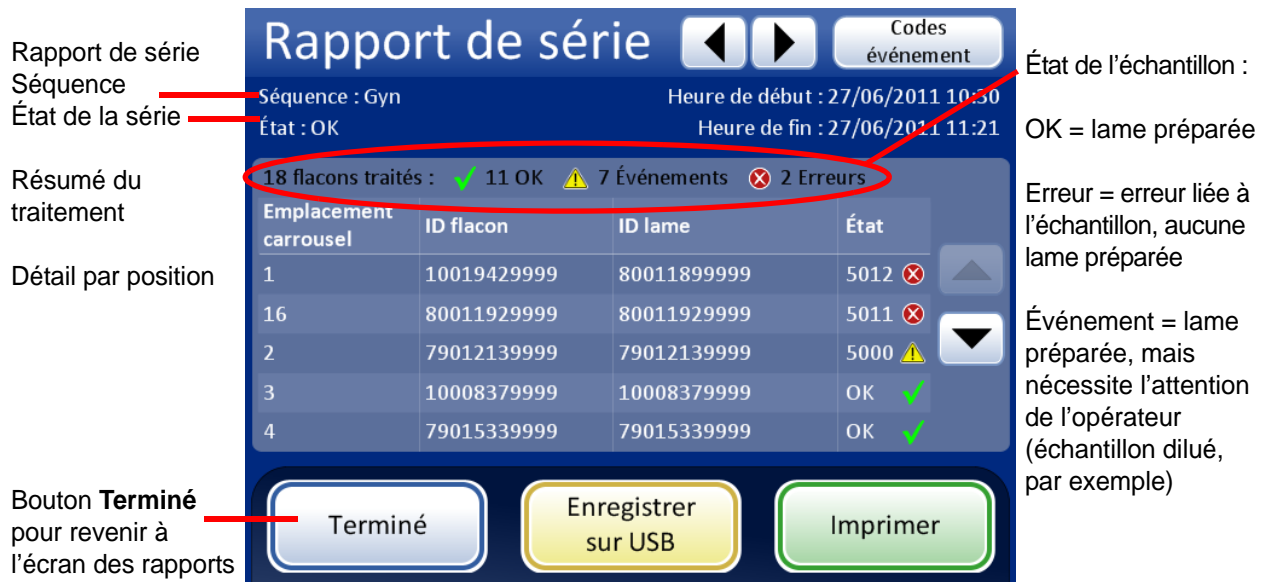 Rapport de série
Séquence
État de la série
Résumé du
traitement
Détail par position
Bouton Terminé
pour revenir à
l'écran des rapports
Rapport de série
Codes
événement
Séquence : Gyn
Heure de début : 27/06/2011 10:30
État : OK
Heure de fin : 27/06/2011 11:21
18 flacons traités : 11 OK 7 Événements 2 Erreurs
Emplacement
carrousel
ID flacon
ID lame
État
1 10019429999 80011899999 5012
16 80011929999 80011929999 5011
2 79012139999 79012139999 5000
3 10008379999 10008379999 OK
4 79015339999 79015339999 OK
Terminé
Enregistrer
sur USB
Imprimer
État de l'échantillon :
OK = lame préparée
Erreur = erreur liée à
l'échantillon, aucune
lame préparée
Événement = lame
préparée, mais
nécessite l'attention
de l'opérateur
(échantillon dilué,
par exemple)